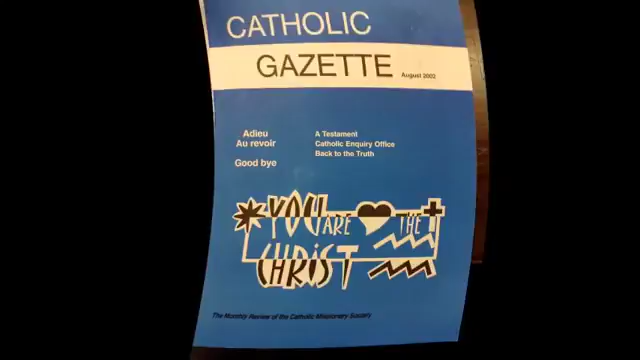 CATHOLIC
GAZETTE August 2003
Adieu
Au revoir
Good bye
A Testament
Catholic Enquiry Office
Back to the Truth
YOU ARE THE
CHRIST
The Monthly Review of the Catholic Missionary Society